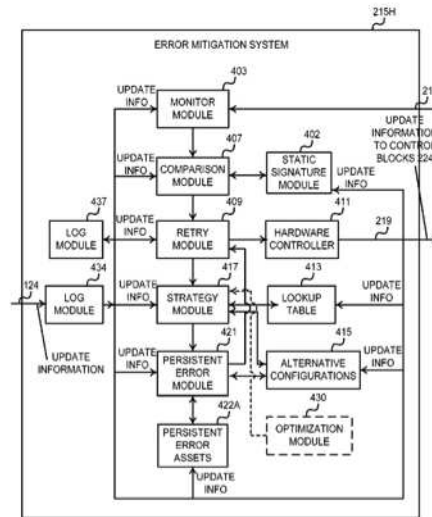 215H
ERROR MITIGATION SYSTEM
403
UPDATE
INFO
MONITOR
MODULE
21
UPDATE
INFORMATION
TO CONTROL
BLOCKS 224
407
402
UPDATE
INFO
COMPARISON
MODULE
STATIC
SIGNATURE
MODULE
UPDATE
INFO
437
409
411
UPDATE
INFO
LOG
MODULE
RETRY
MODULE
HARDWARE
CONTROLLER
219
434
417
413
124
UPDATE
INFO
LOG
MODULE
STRATEGY
MODULE
LOOKUP
TABLE
UPDATE
INFO
UPDATE
INFORMATION
421
415
UPDATE
INFO
PERSISTENT
ERROR
MODULE
ALTERNATIVE
CONFIGURATIONS
UPDATE
INFO
422A
430
PERSISTENT
ERROR
ASSETS
OPTIMIZATION
MODULE
UPDATE
INFO